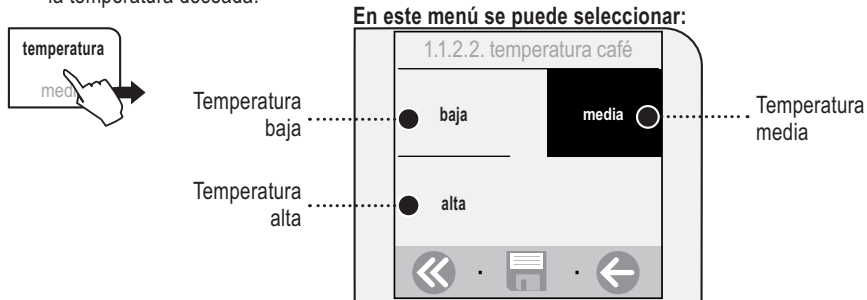 la temperatura deseada.
En este menú se puede seleccionar:
temperatura
1.1.2.2. temperatura café
Temperatura
baja
baja
media
Temperatura
media
Temperatura
alta
alta